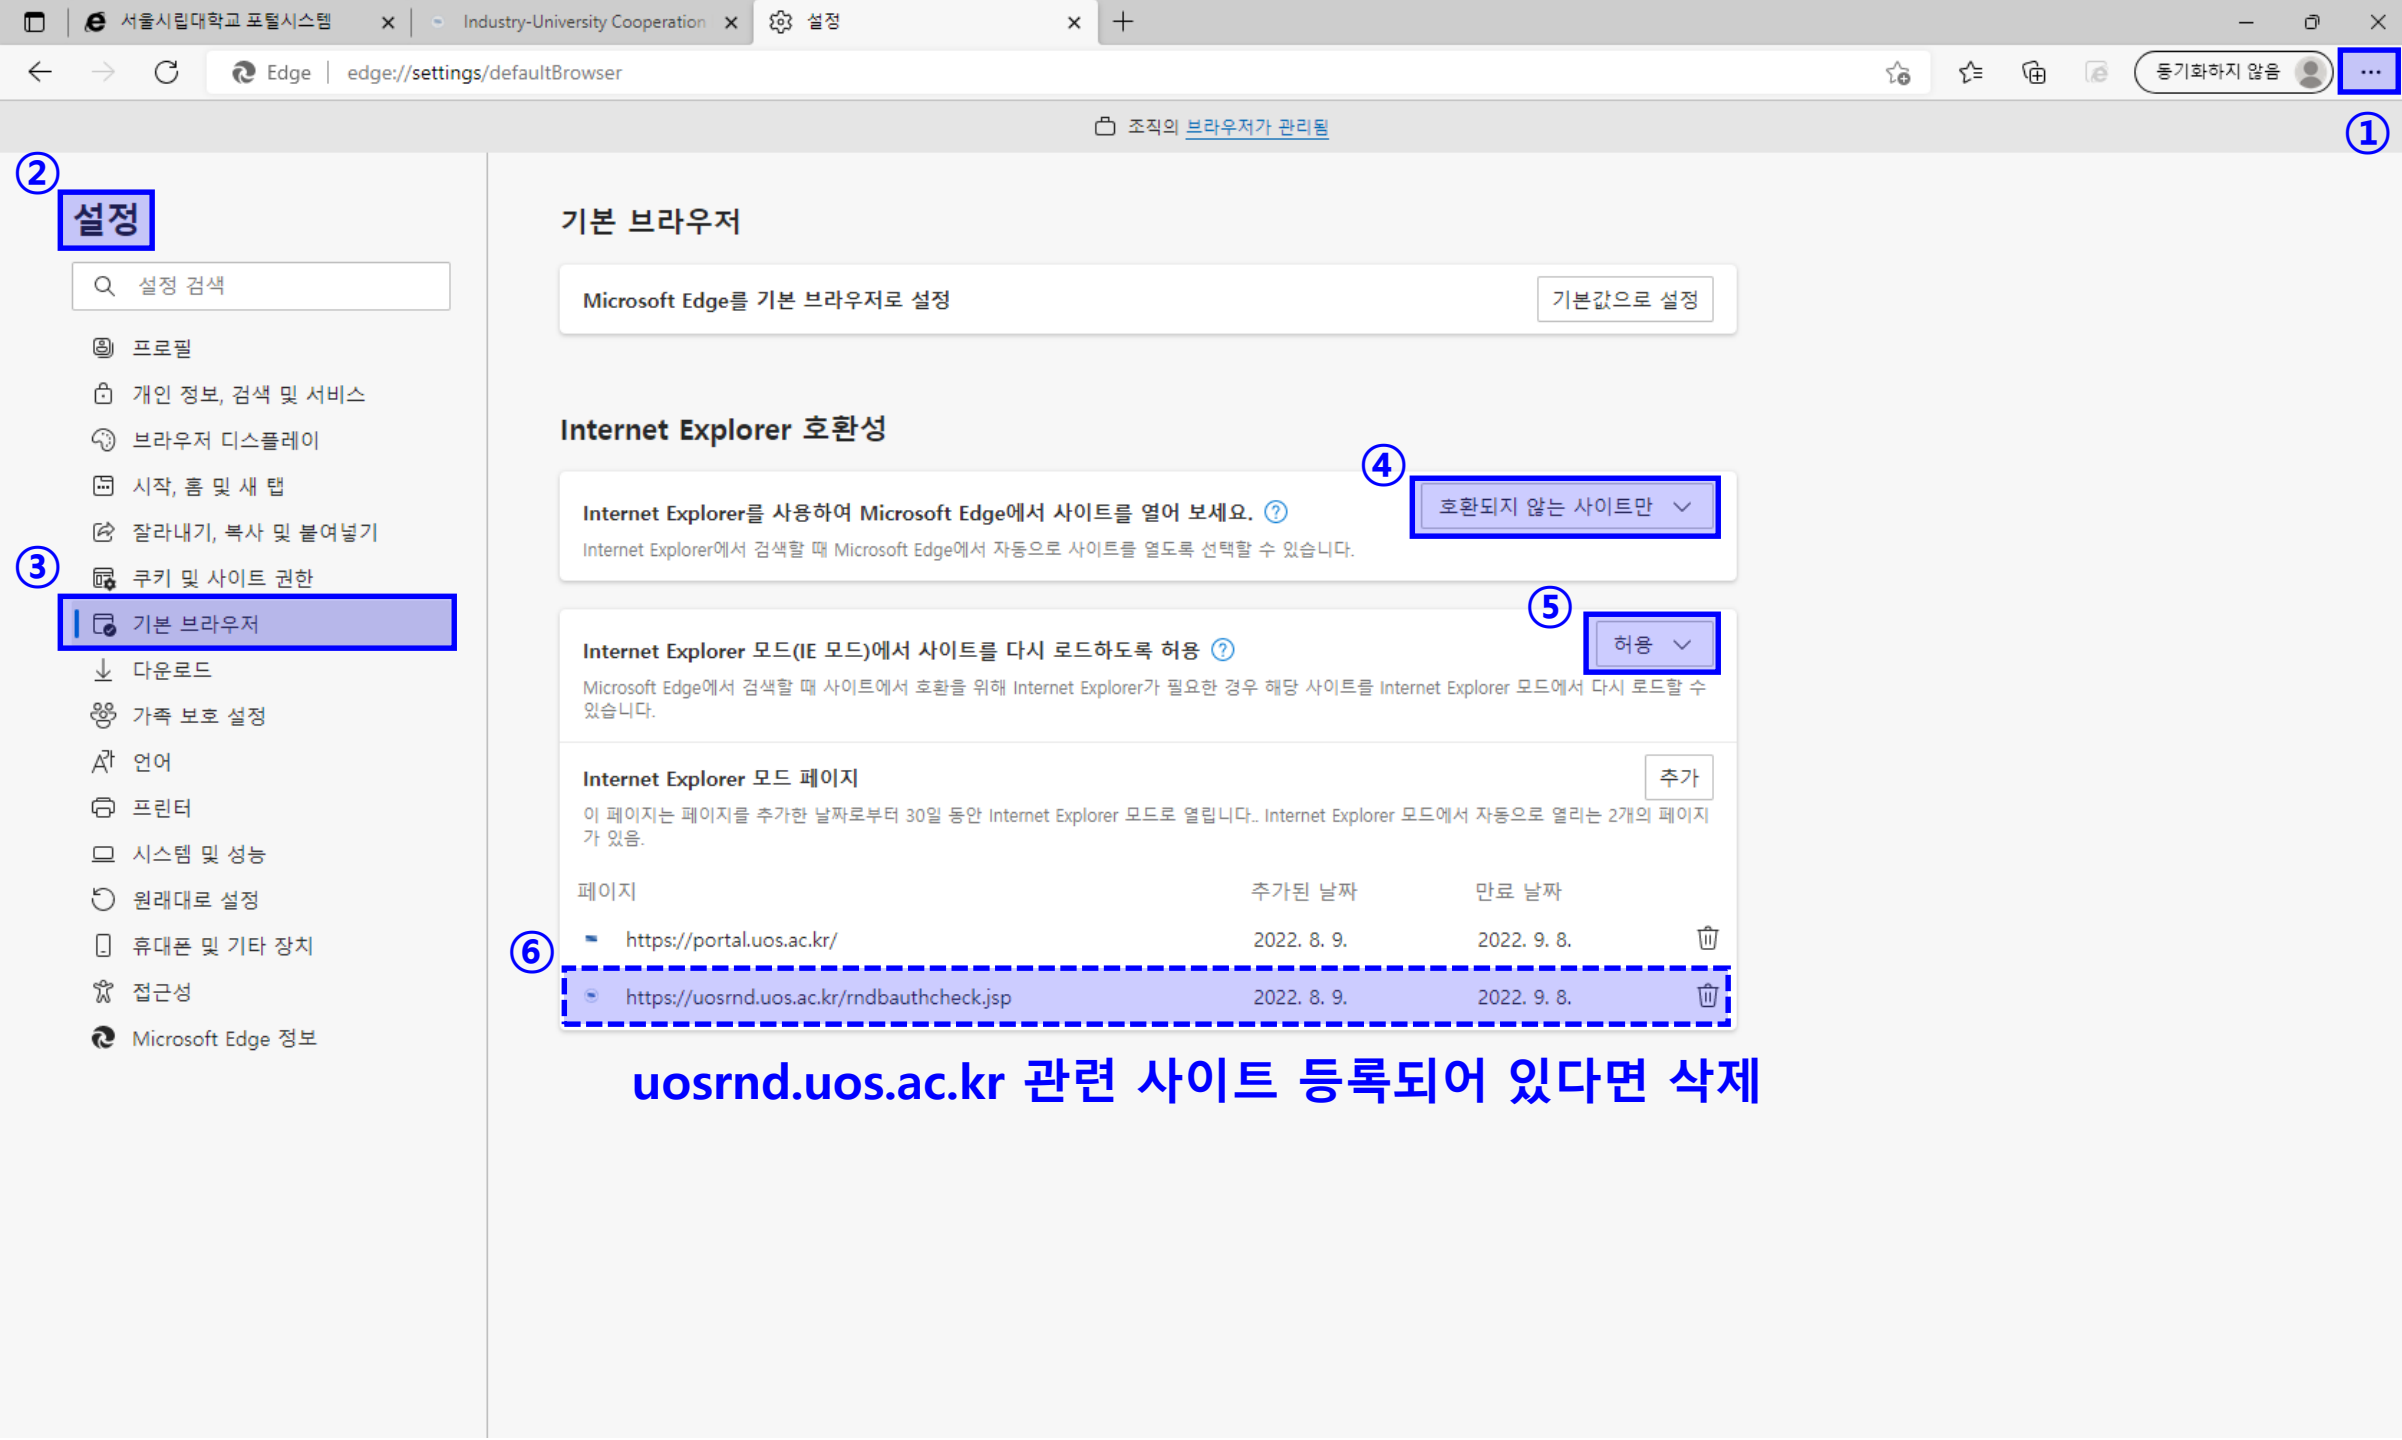 서울시립대학교 포털시스템
Industry-University Cooperation
설정
Edge
edge://settings/defaultBrowser
동기화하지 않음
①
조직의 브라우저가 관리됨
②
설정
설정 검색
프로필
개인 정보, 검색 및 서비스
브라우저 디스플레이
시작, 홈 및 새 탭
잘라내기, 복사 및 붙여넣기
③
쿠키 및 사이트 권한
기본 브라우저
다운로드
가족 보호 설정
언어
프린터
시스템 및 성능
원래대로 설정
휴대폰 및 기타 장치
접근성
Microsoft Edge 정보
기본 브라우저
Microsoft Edge를 기본 브라우저로 설정
기본값으로 설정
Internet Explorer 호환성
④
Internet Explorer를 사용하여 Microsoft Edge에서 사이트를 열어 보세요.
호환되지 않는 사이트만
Internet Explorer에서 검색할 때 Microsoft Edge에서 자동으로 사이트를 열도록 선택할 수 있습니다.
⑤
Internet Explorer 모드(IE 모드)에서 사이트를 다시 로드하도록 허용
허용
Microsoft Edge에서 검색할 때 사이트에서 호환을 위해 Internet Explorer가 필요한 경우 해당 사이트를 Internet Explorer 모드에서 다시 로드할 수
있습니다.
Internet Explorer 모드 페이지
추가
이 페이지는 페이지를 추가한 날짜로부터 30일 동안 Internet Explorer 모드로 열립니다.. Internet Explorer 모드에서 자동으로 열리는 2개의 페이지
가 있음.
페이지 추가된 날짜 만료 날짜
https://portal.uos.ac.kr/ 2022. 8. 9. 2022. 9. 8.
⑥
https://uosrnd.uos.ac.kr/rndbauthcheck.jsp 2022. 8. 9. 2022. 9. 8.
uosrnd.uos.ac.kr 관련 사이트 등록되어 있다면 삭제